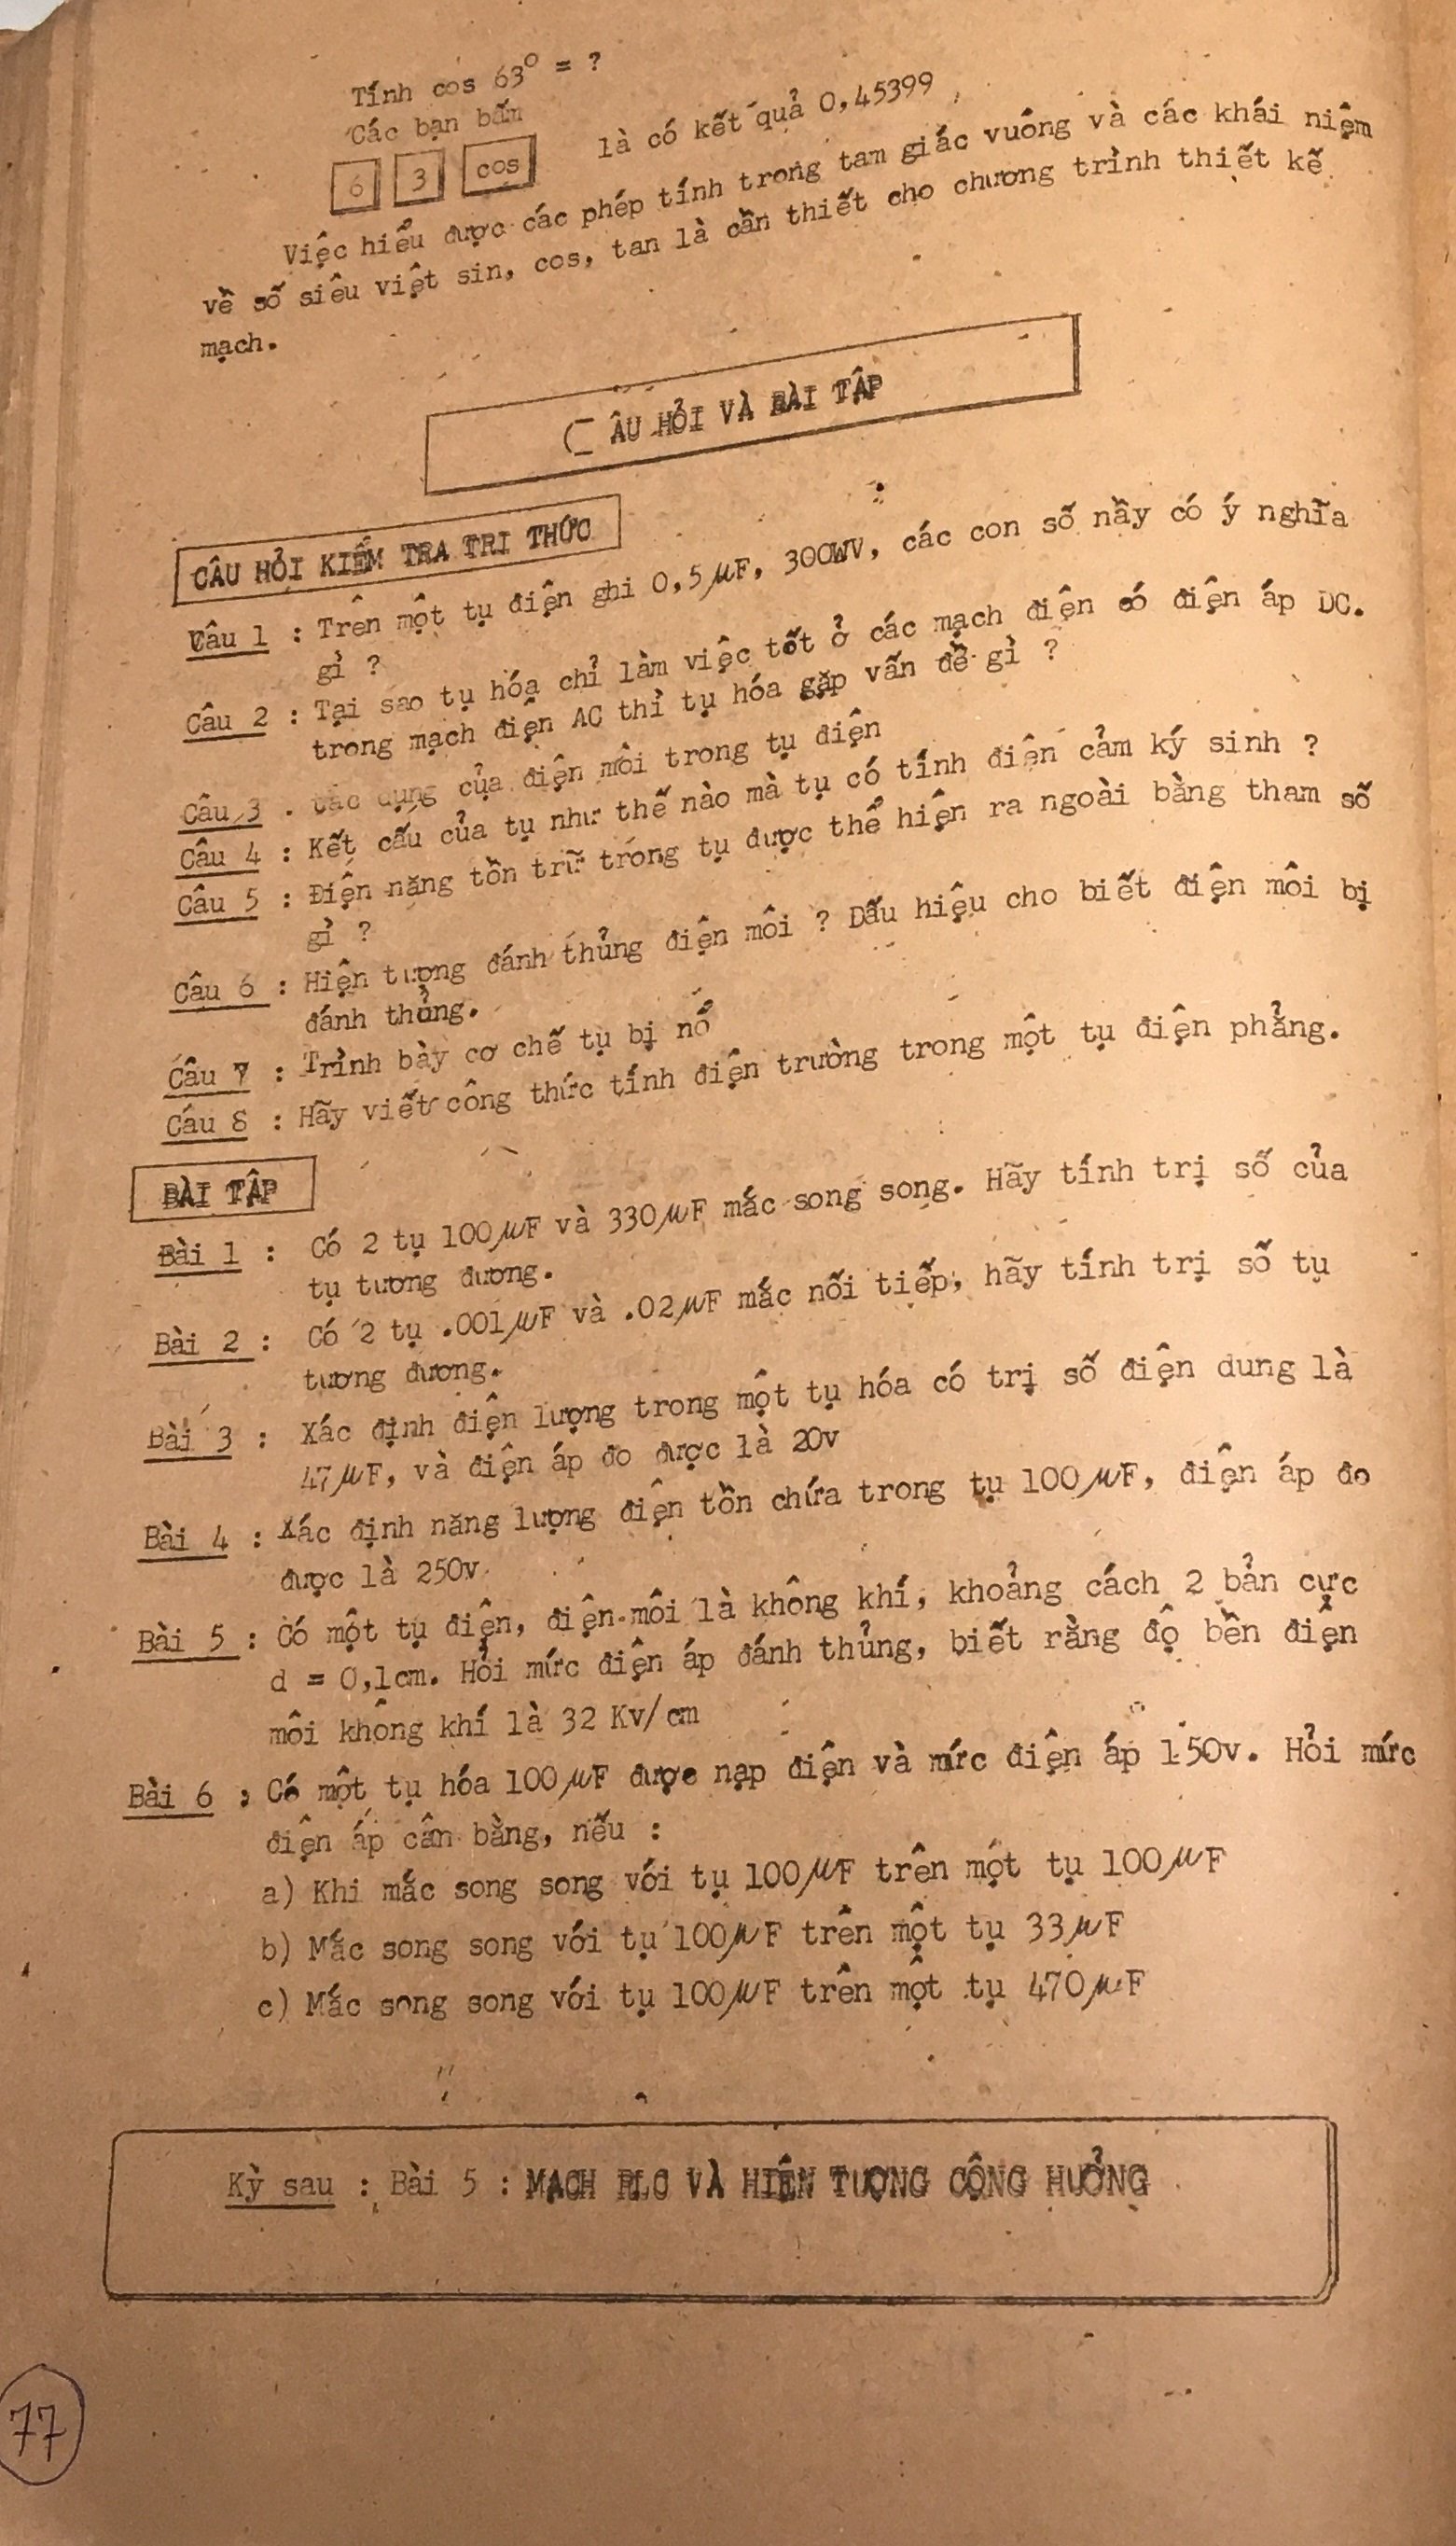 Tính cos 63° = ?
Các bạn bấm
6 3 cos là có kết quả 0,45399
Việc hiểu được các phép tính trong tam giác vuông và các khái niệm
về số siêu việt sin, cos, tan là cần thiết cho chương trình thiết kế
mạch.
CÂU HỎI VÀ BÀI TẬP
CÂU HỎI KIỂM TRA TRI THỨC
Câu 1 : Trên một tụ điện ghi 0,5µF, 300WV, các con số nầy có ý nghĩa
gì ?
Câu 2 : Tại sao tụ hóa chỉ làm việc tốt ở các mạch điện có điện áp DC.
trong mạch điện AC thì tụ hóa gặp vấn đề gì ?
Câu 3 . tác dụng của điện môi trong tụ điện
Câu 4 : Kết cấu của tụ như thế nào mà tụ có tính điện cảm ký sinh ?
Câu 5 : Điện năng tồn trữ trong tụ được thể hiện ra ngoài bằng tham số
gì ?
Câu 6 : Hiện tượng đánh thủng điện môi ? Dấu hiệu cho biết điện môi bị
đánh thủng.
Câu 7 : Trình bày cơ chế tụ bị nổ
Câu 8 : Hãy viết công thức tính điện trường trong một tụ điện phẳng.
BÀI TẬP
Bài 1 : Có 2 tụ 100µF và 330µF mắc song song. Hãy tính trị số của
tụ tương đương.
Bài 2 : Có 2 tụ .001µF và .02µF mắc nối tiếp, hãy tính trị số tụ
tương đương.
Bài 3 : Xác định điện lượng trong một tụ hóa có trị số điện dung là
47µF, và điện áp đo được là 20v
Bài 4 : Xác định năng lượng điện tồn chứa trong tụ 100µF, điện áp đo
được là 250v
Bài 5 : Có một tụ điện, điện môi là không khí, khoảng cách 2 bản cực
d = 0,1cm. Hỏi mức điện áp đánh thủng, biết rằng độ bền điện
môi không khí là 32 Kv/cm
Bài 6 : Có một tụ hóa 100µF được nạp điện và mức điện áp 150v. Hỏi mức
điện áp cân bằng, nếu :
a) Khi mắc song song với tụ 100µF trên một tụ 100µF
b) Mắc song song với tụ 100µF trên một tụ 33µF
c) Mắc song song với tụ 100µF trên một tụ 470µF
Kỳ sau : Bài 5 : MẠCH RLC VÀ HIỆN TƯỢNG CỘNG HƯỞNG
77